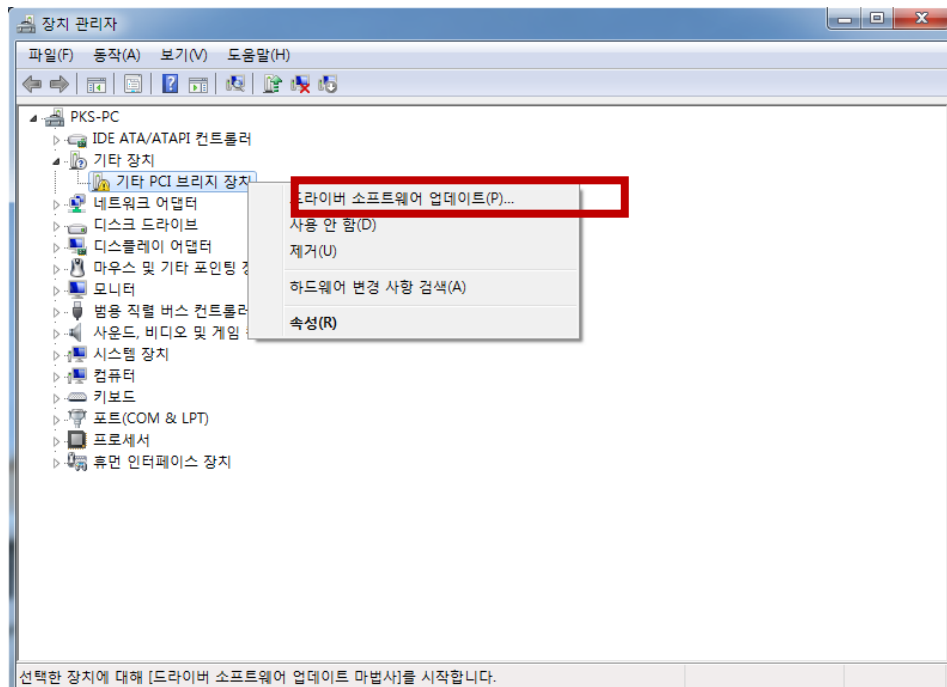 장치 관리자
파일(F) 동작(A) 보기(V) 도움말(H)
PKS-PC
IDE ATA/ATAPI 컨트롤러
기타 장치
기타 PCI 브리지 장치
네트워크 어댑터
디스크 드라이브
디스플레이 어댑터
마우스 및 기타 포인팅
모니터
범용 직렬 버스 컨트롤러
사운드, 비디오 및 게임
시스템 장치
컴퓨터
키보드
포트(COM & LPT)
프로세서
휴먼 인터페이스 장치
드라이버 소프트웨어 업데이트(P)...
사용 안 함(D)
제거(U)
하드웨어 변경 사항 검색(A)
속성(R)
선택한 장치에 대해 [드라이버 소프트웨어 업데이트 마법사]를 시작합니다.